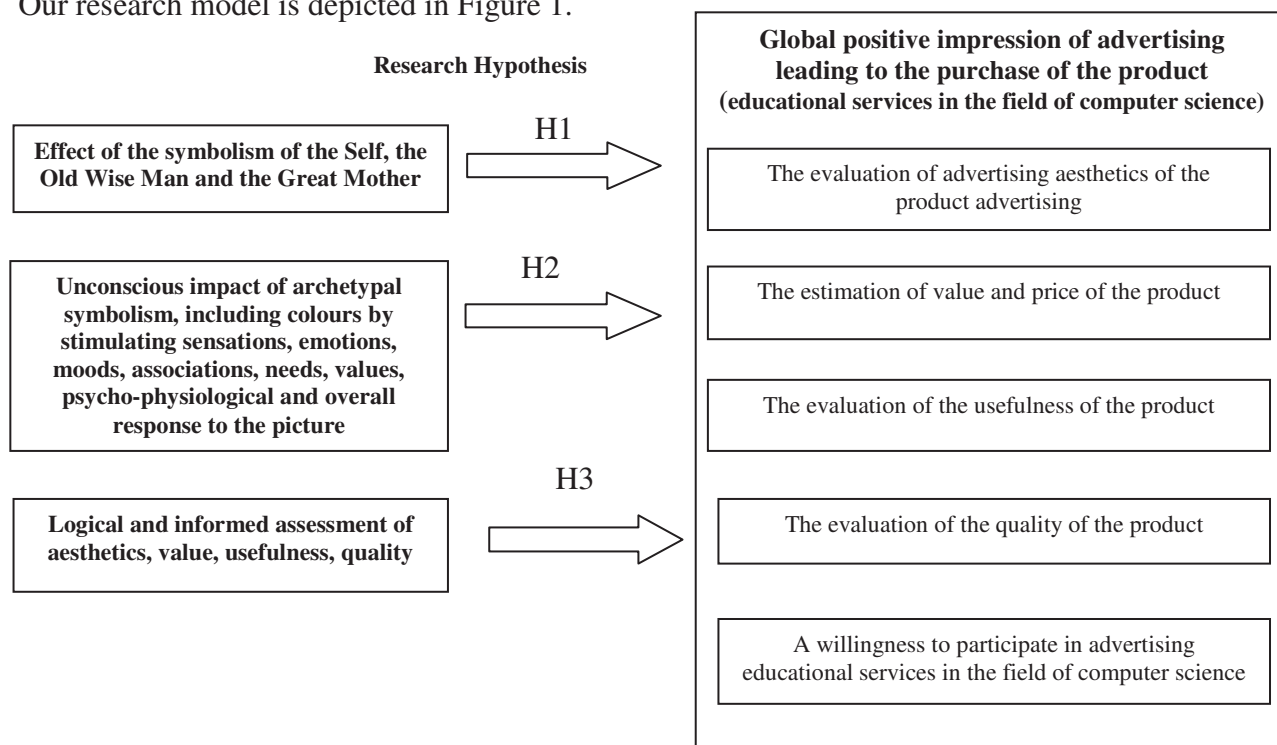 Our research model is depicted in Figure 1.
Research Hypothesis
H1
Effect of the symbolism of the Self, the
Old Wise Man and the Great Mother
H2
Unconscious impact of archetypal
symbolism, including colours by
stimulating sensations, emotions,
moods, associations, needs, values,
psycho-physiological and overall
response to the picture
H3
Logical and informed assessment of
aesthetics, value, usefulness, quality
Global positive impression of advertising
leading to the purchase of the product
(educational services in the field of computer science)
The evaluation of advertising aesthetics of the
product advertising
The estimation of value and price of the product
The evaluation of the usefulness of the product
The evaluation of the quality of the product
A willingness to participate in advertising
educational services in the field of computer science